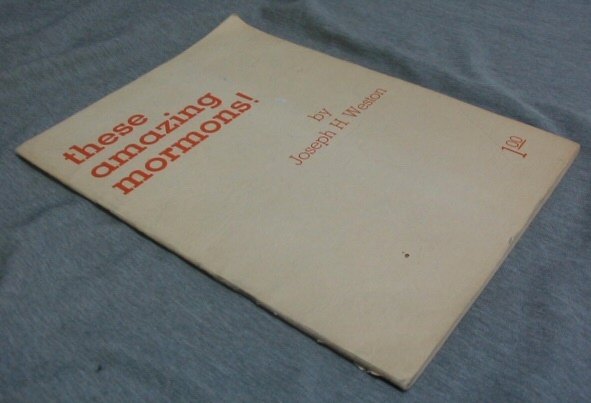 these
amazing
mormons!
by
Joseph H. Weston
1.00